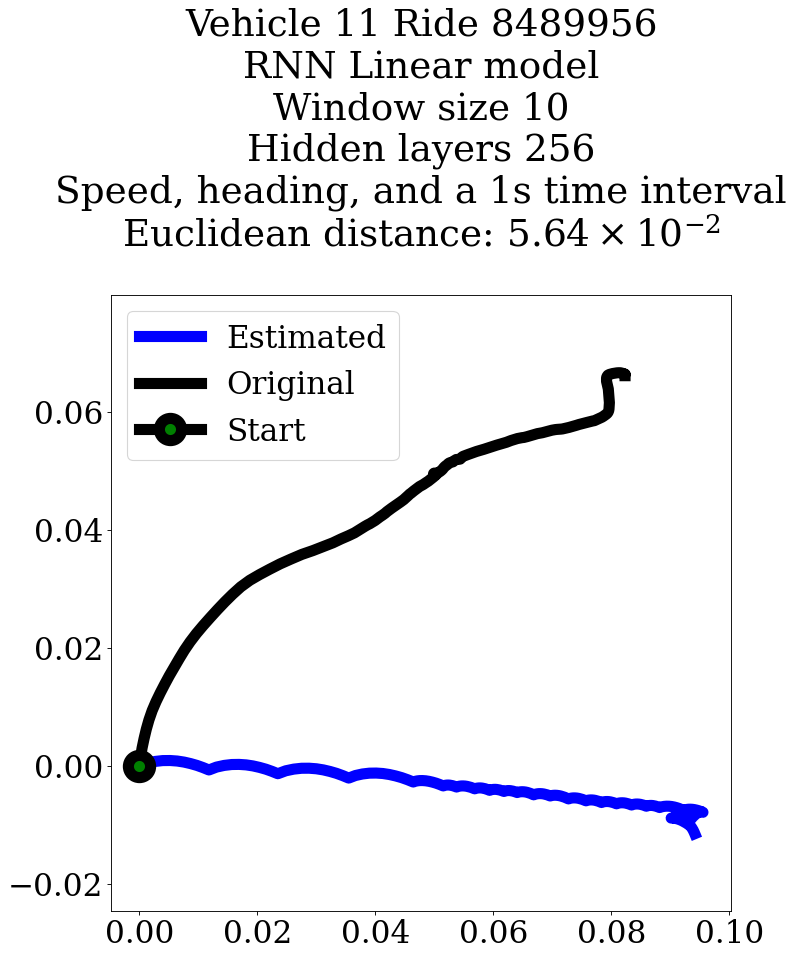 Vehicle 11 Ride 8489956
RNN Linear model
Window size 10
Hidden layers 256
Speed, heading, and a 1s time interval
Euclidean distance: 5.64 × 10⁻²
Estimated
Original
Start
0.06
0.04
0.02
0.00
−0.02
0.00 0.02 0.04 0.06 0.08 0.10